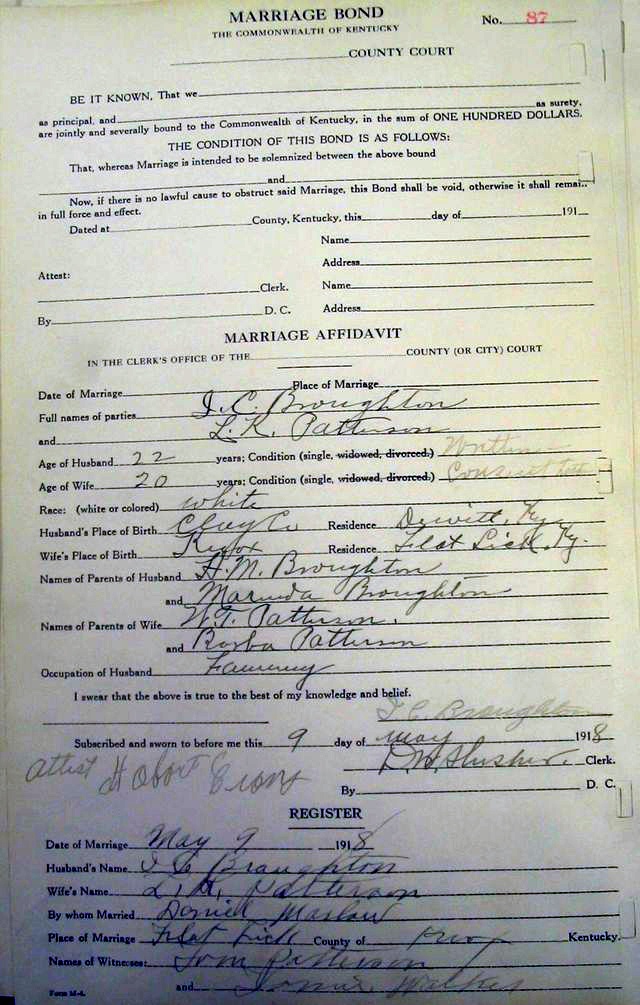 MARRIAGE BOND
THE COMMONWEALTH OF KENTUCKY
No. 87
COUNTY COURT
BE IT KNOWN, That we
as principal, and as surety,
are jointly and severally bound to the Commonwealth of Kentucky, in the sum of ONE HUNDRED DOLLARS.
THE CONDITION OF THIS BOND IS AS FOLLOWS:
That, whereas Marriage is intended to be solemnized between the above bound
and
Now, if there is no lawful cause to obstruct said Marriage, this Bond shall be void, otherwise it shall remai..
in full force and effect.
Dated at County, Kentucky, this day of 191
Name
Address
Attest:
Clerk. Name
By D. C. Address
MARRIAGE AFFIDAVIT
IN THE CLERK'S OFFICE OF THE COUNTY (OR CITY) COURT
Date of Marriage Place of Marriage
Full names of parties I. C. Broughton
and L. K. Patterson
Age of Husband 22 years; Condition (single, widowed, divorced.) Written
Age of Wife 20 years; Condition (single, widowed, divorced.) Consent
Race: (white or colored) white
Husband's Place of Birth Clay Co Residence Dewitt, Ky.
Wife's Place of Birth Residence Flat Lick, Ky.
Names of Parents of Husband H. M. Broughton
and Marinda Broughton
Names of Parents of Wife W. T. Patterson.
and Patterson
Occupation of Husband
I swear that the above is true to the best of my knowledge and belief.
I C Broughton
Subscribed and sworn to before me this 9 day of may 1918
D. W. Slusher, Clerk.
Attest Hobort
By D. C.
REGISTER
Date of Marriage May 9 1918
Husband's Name I C Broughton
Wife's Name L. K. Patterson
By whom Married
Place of Marriage Flat Lick County of Knox Kentucky.
Names of Witnesses: Tom Patterson
and Walker
Form M-4.